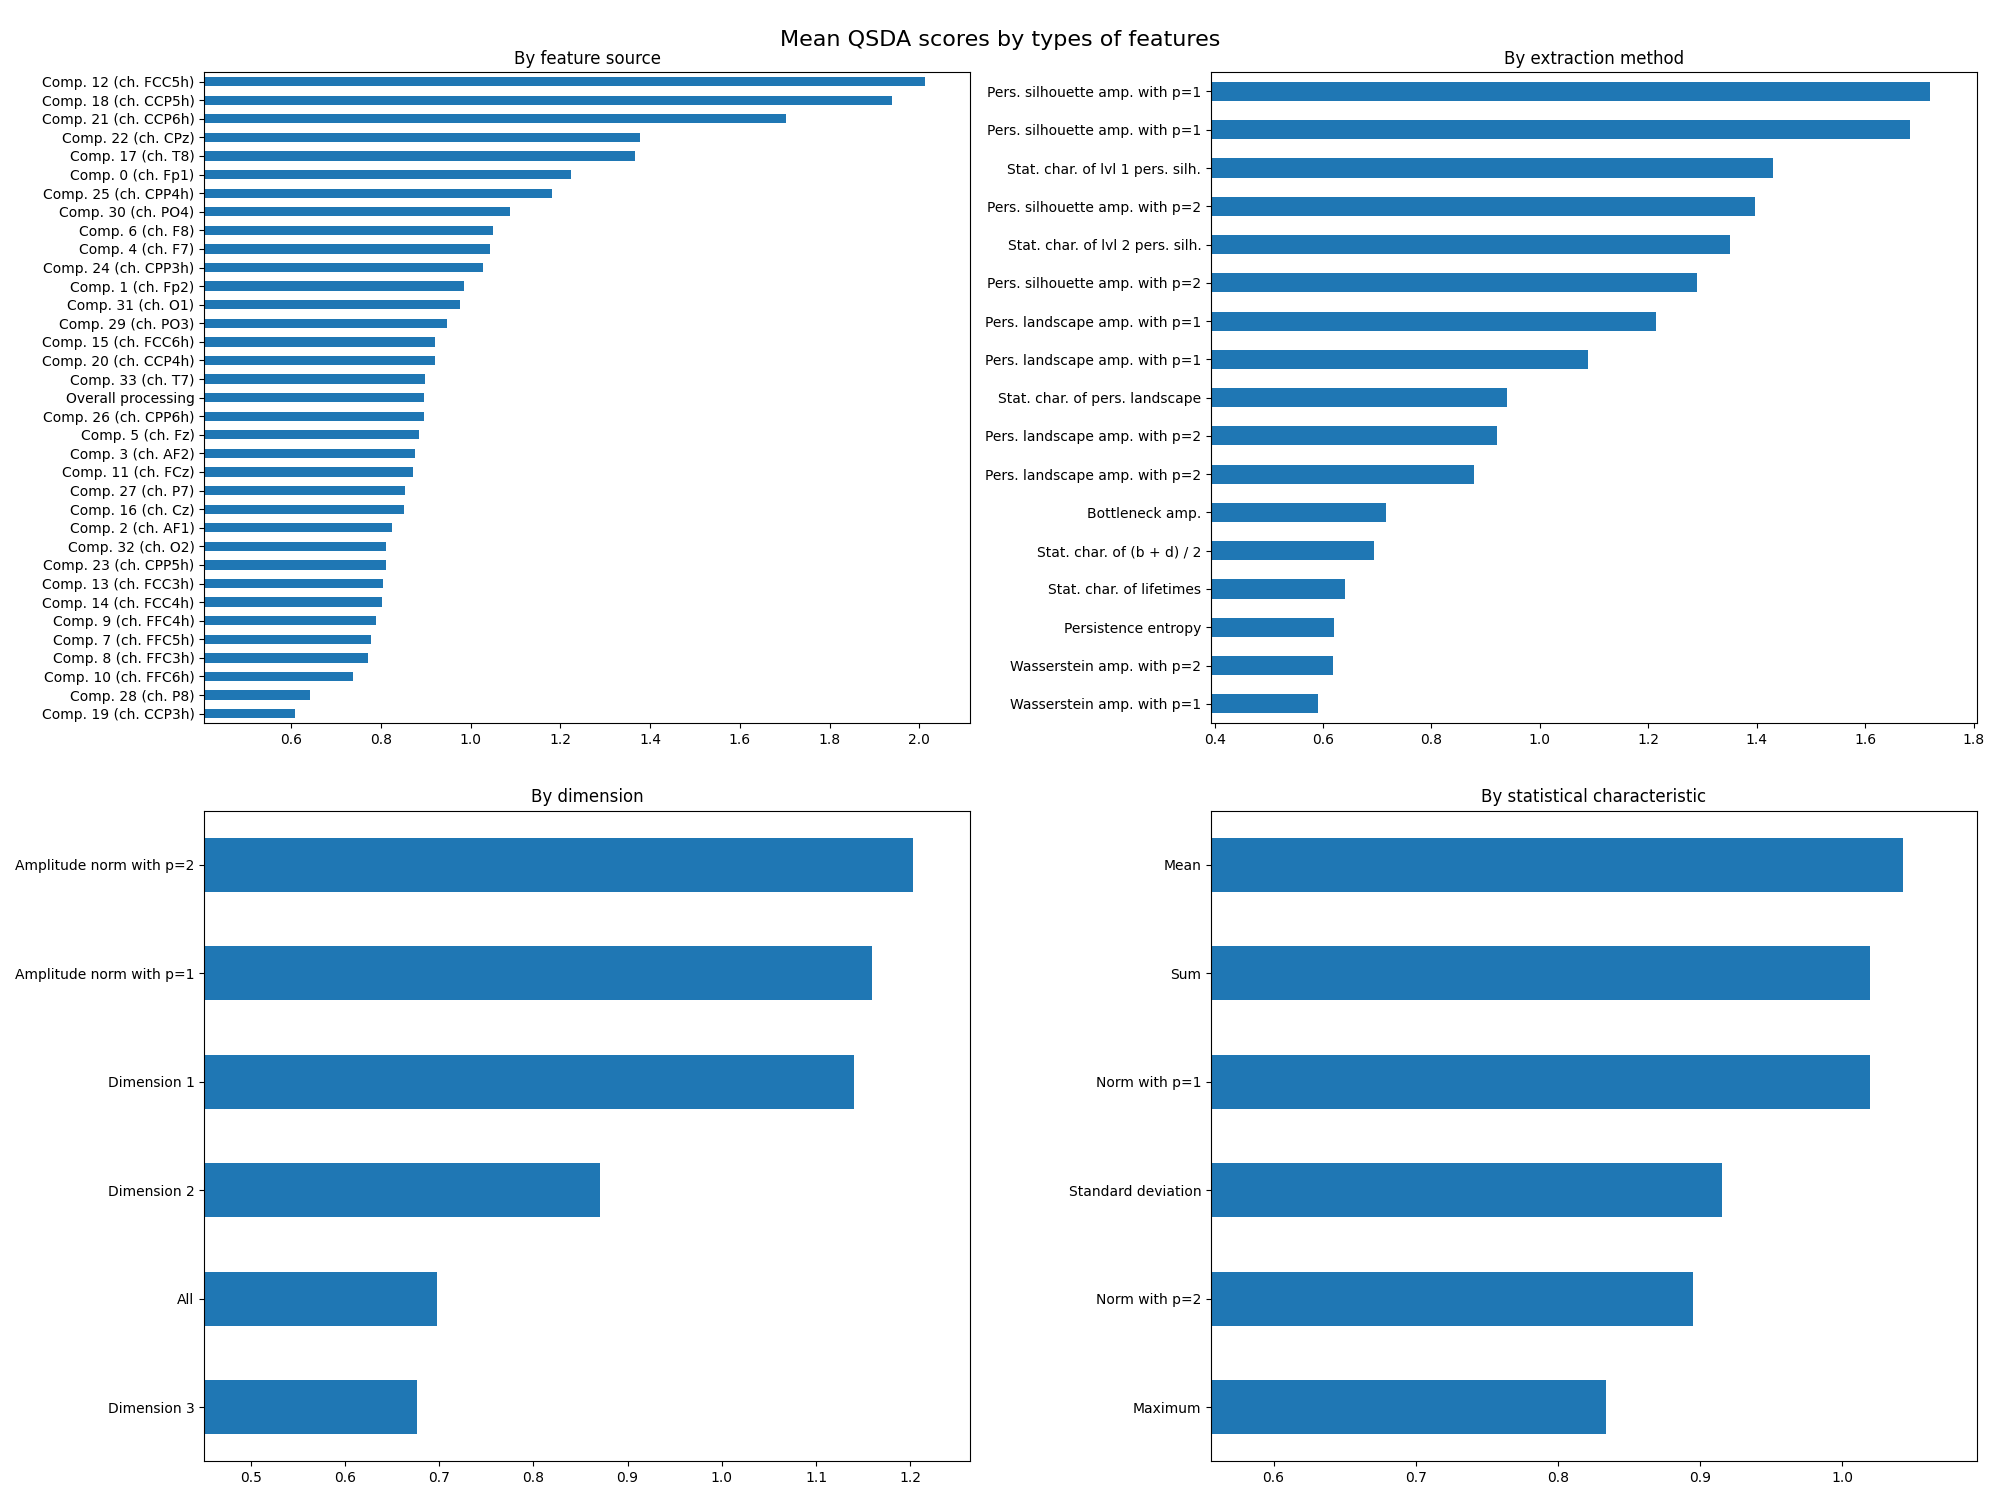 Mean QSDA scores by types of features
By feature source
Comp. 12 (ch. FCC5h)
Comp. 18 (ch. CCP5h)
Comp. 21 (ch. CCP6h)
Comp. 22 (ch. CPz)
Comp. 17 (ch. T8)
Comp. 0 (ch. Fp1)
Comp. 25 (ch. CPP4h)
Comp. 30 (ch. PO4)
Comp. 6 (ch. F8)
Comp. 4 (ch. F7)
Comp. 24 (ch. CPP3h)
Comp. 1 (ch. Fp2)
Comp. 31 (ch. O1)
Comp. 29 (ch. PO3)
Comp. 15 (ch. FCC6h)
Comp. 20 (ch. CCP4h)
Comp. 33 (ch. T7)
Overall processing
Comp. 26 (ch. CPP6h)
Comp. 5 (ch. Fz)
Comp. 3 (ch. AF2)
Comp. 11 (ch. FCz)
Comp. 27 (ch. P7)
Comp. 16 (ch. Cz)
Comp. 2 (ch. AF1)
Comp. 32 (ch. O2)
Comp. 23 (ch. CPP5h)
Comp. 13 (ch. FCC3h)
Comp. 14 (ch. FCC4h)
Comp. 9 (ch. FFC4h)
Comp. 7 (ch. FFC5h)
Comp. 8 (ch. FFC3h)
Comp. 10 (ch. FFC6h)
Comp. 28 (ch. P8)
Comp. 19 (ch. CCP3h)
0.6 0.8 1.0 1.2 1.4 1.6 1.8 2.0
By extraction method
Pers. silhouette amp. with p=1
Pers. silhouette amp. with p=1
Stat. char. of lvl 1 pers. silh.
Pers. silhouette amp. with p=2
Stat. char. of lvl 2 pers. silh.
Pers. silhouette amp. with p=2
Pers. landscape amp. with p=1
Pers. landscape amp. with p=1
Stat. char. of pers. landscape
Pers. landscape amp. with p=2
Pers. landscape amp. with p=2
Bottleneck amp.
Stat. char. of (b + d) / 2
Stat. char. of lifetimes
Persistence entropy
Wasserstein amp. with p=2
Wasserstein amp. with p=1
0.4 0.6 0.8 1.0 1.2 1.4 1.6 1.8
By dimension
Amplitude norm with p=2
Amplitude norm with p=1
Dimension 1
Dimension 2
All
Dimension 3
0.5 0.6 0.7 0.8 0.9 1.0 1.1 1.2
By statistical characteristic
Mean
Sum
Norm with p=1
Standard deviation
Norm with p=2
Maximum
0.6 0.7 0.8 0.9 1.0